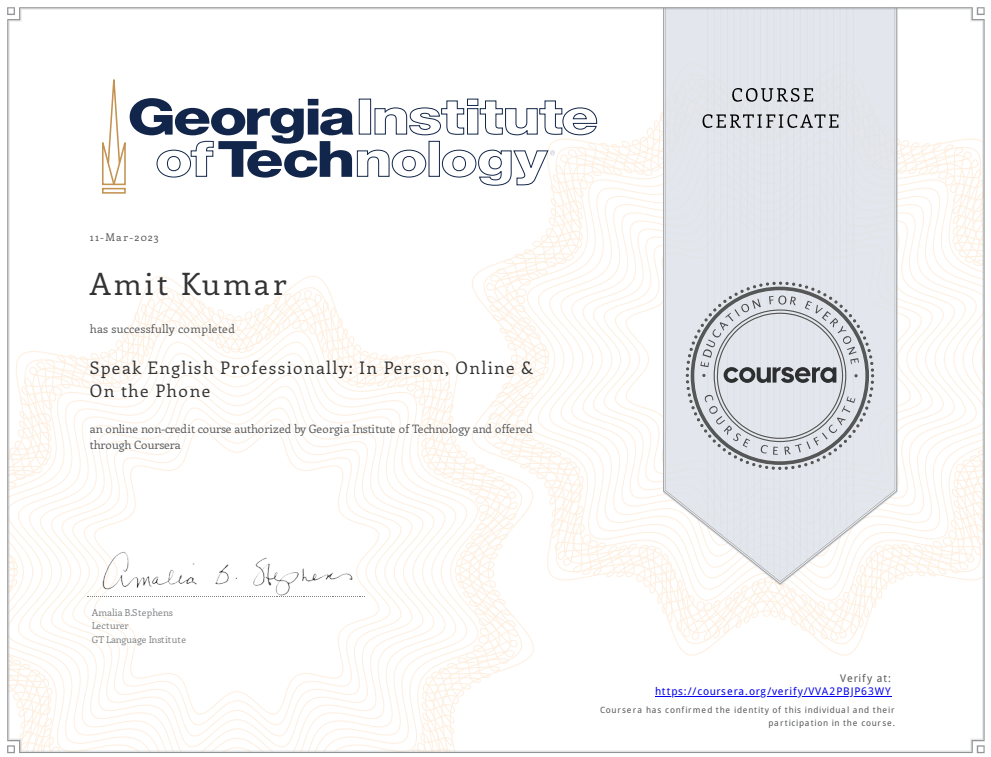 Georgia Institute
of Technology
COURSE
CERTIFICATE
11-Mar-2023
Amit Kumar
has successfully completed
Speak English Professionally: In Person, Online &
On the Phone
an online non-credit course authorized by Georgia Institute of Technology and offered
through Coursera
EDUCATION FOR EVERYONE
coursera
COURSE CERTIFICATE
Amalia B. Stephens
Amalia B.Stephens
Lecturer
GT Language Institute
Verify at:
https://coursera.org/verify/VVA2PBJP63WY
Coursera has confirmed the identity of this individual and their
participation in the course.